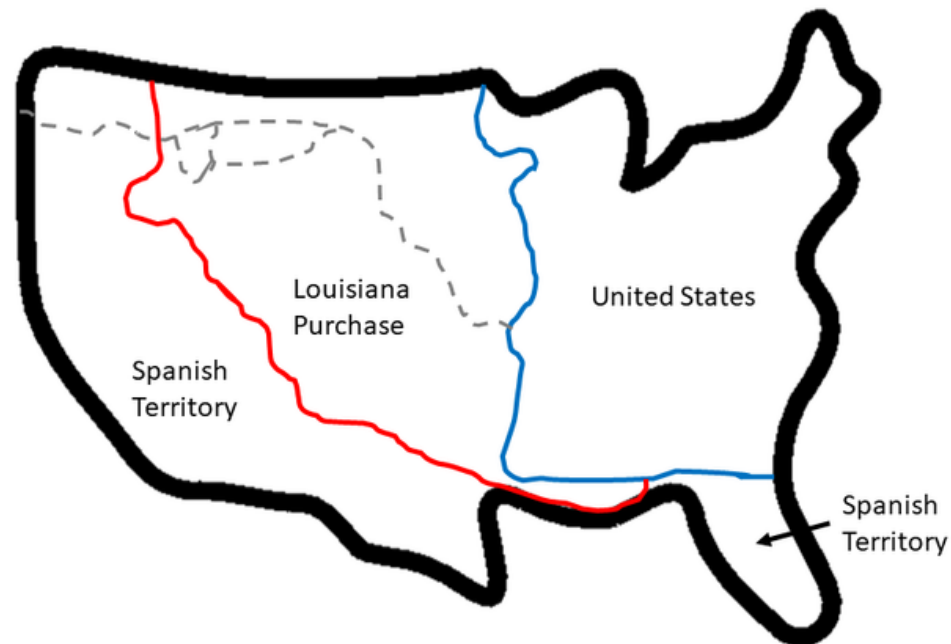 Louisiana
Purchase
United States
Spanish
Territory
Spanish
Territory